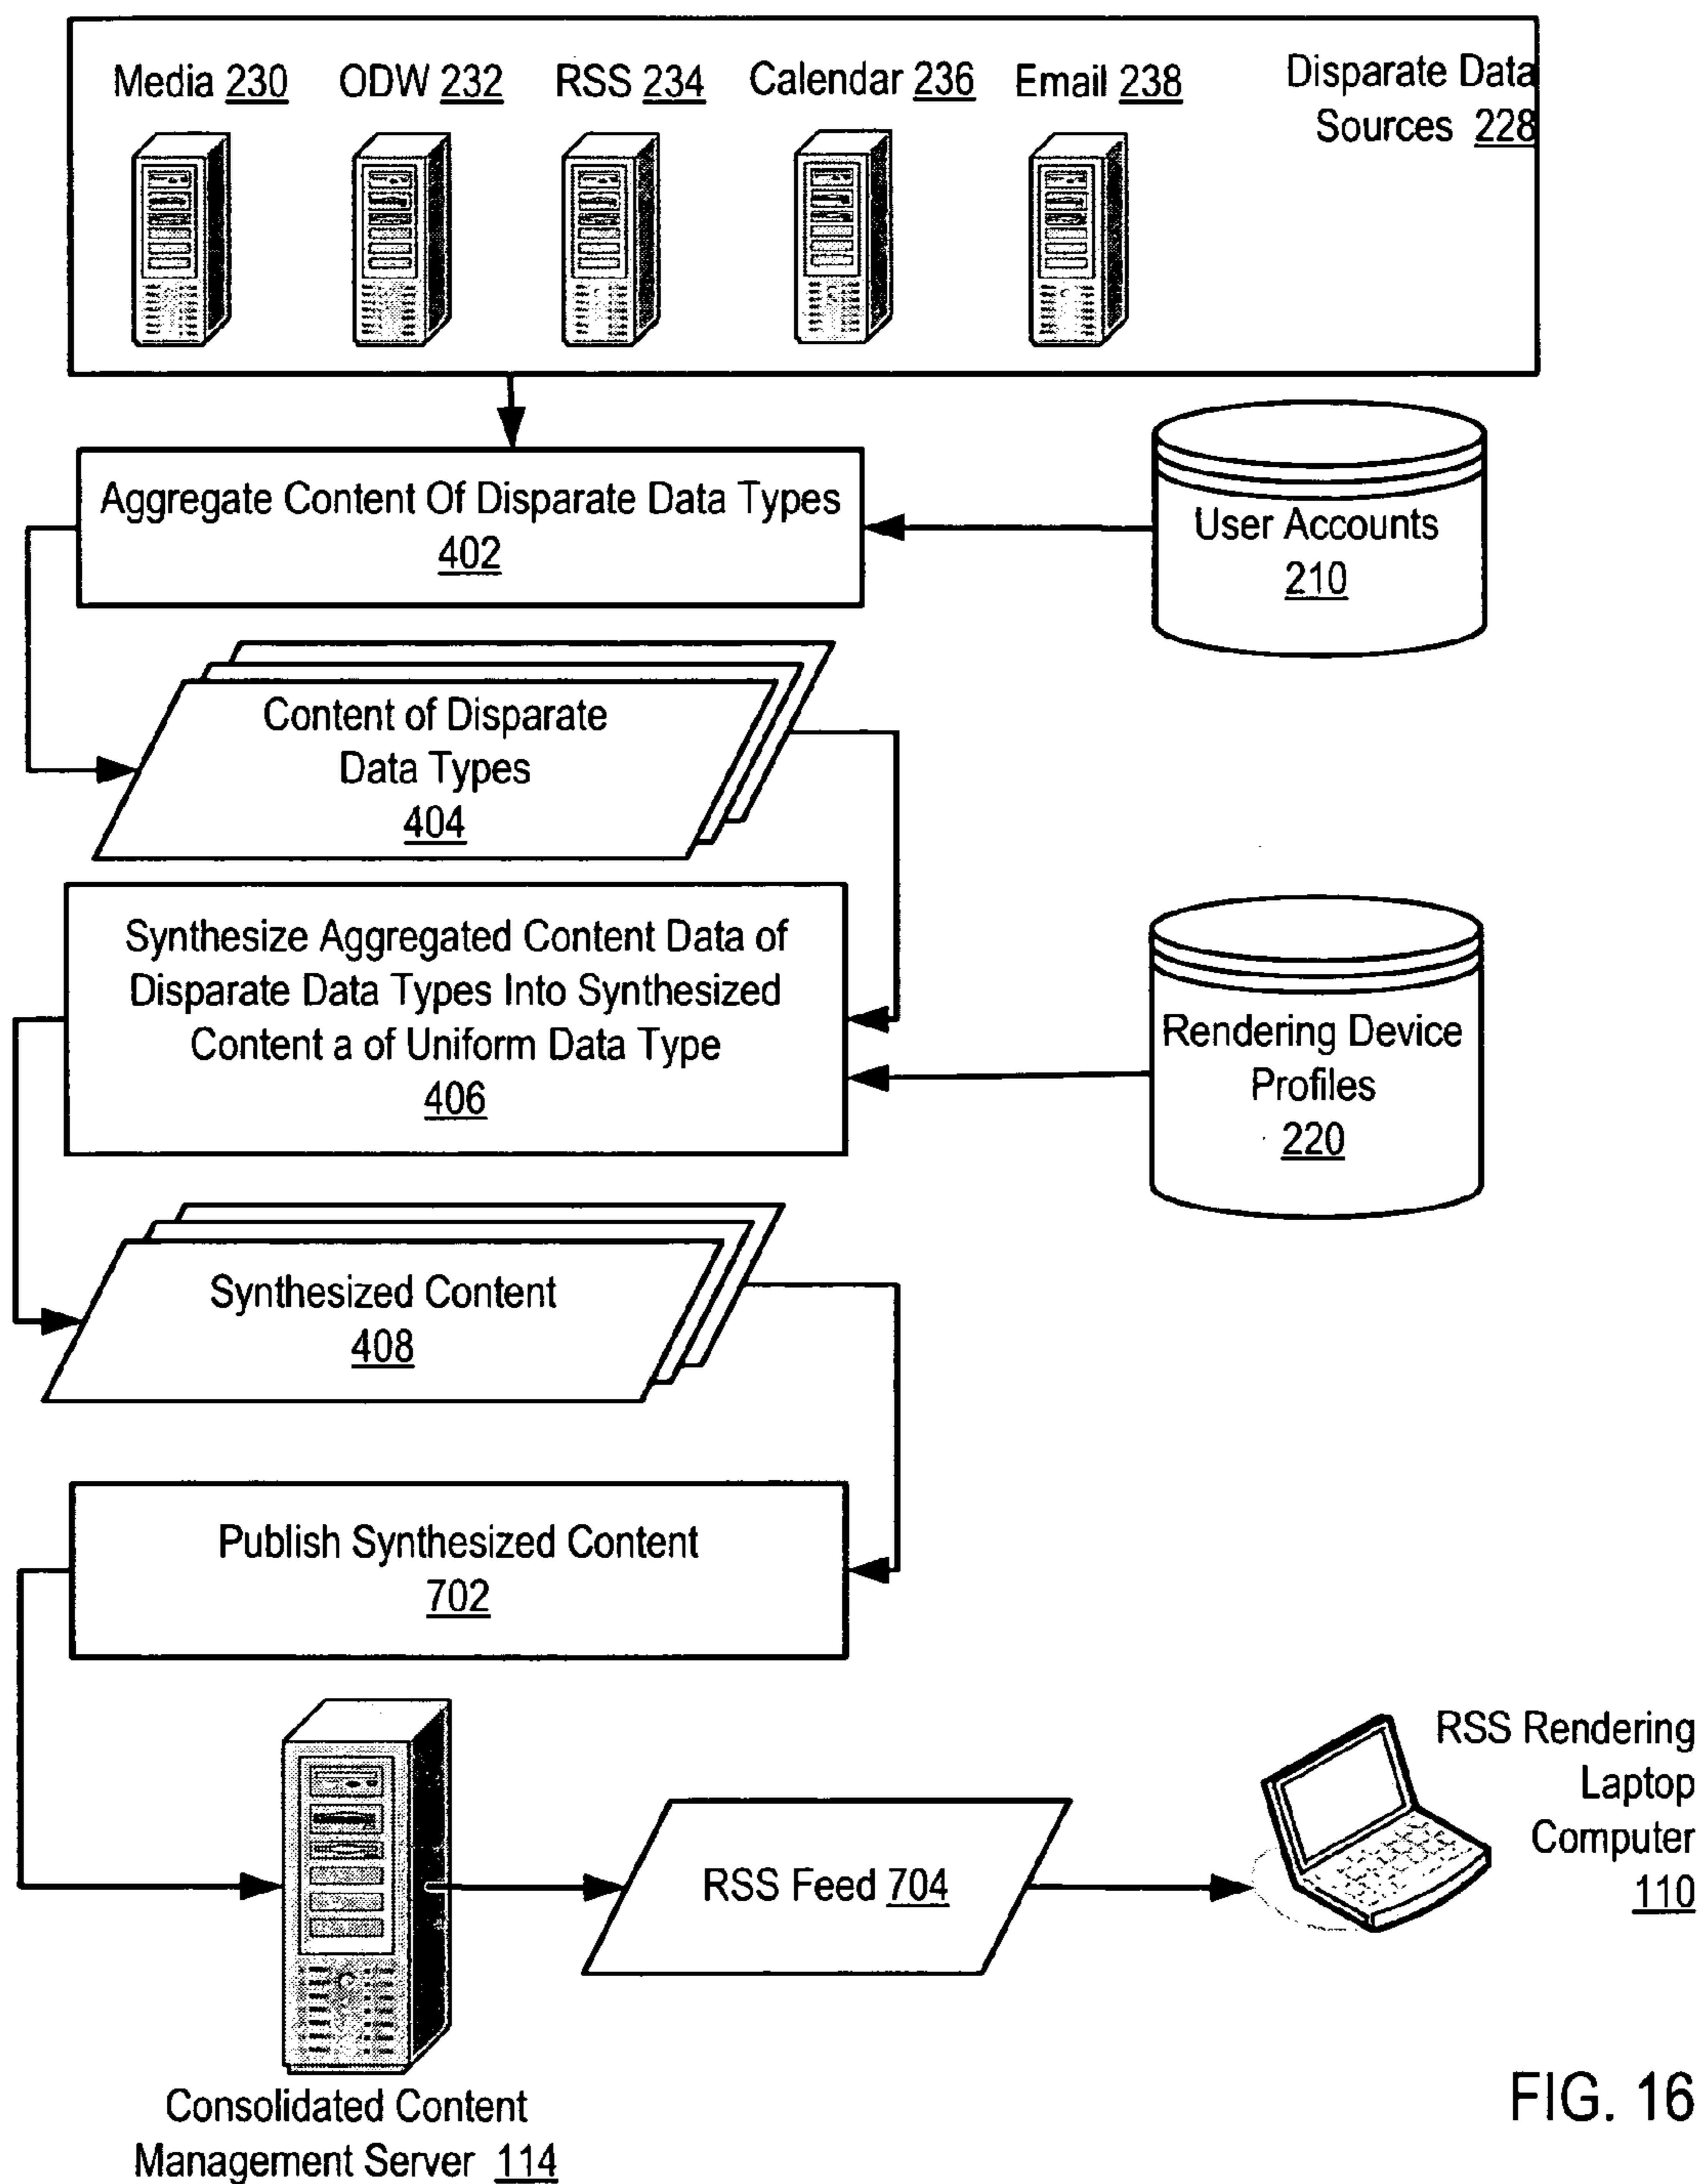 Media 230
ODW 232
RSS 234
Calendar 236
Email 238
Disparate Data
Sources 228
Aggregate Content Of Disparate Data Types
402
User Accounts
210
Content of Disparate
Data Types
404
Synthesize Aggregated Content Data of
Disparate Data Types Into Synthesized
Content a of Uniform Data Type
406
Rendering Device
Profiles
220
Synthesized Content
408
Publish Synthesized Content
702
RSS Rendering
Laptop
Computer
110
RSS Feed 704
Consolidated Content
Management Server 114
FIG. 16